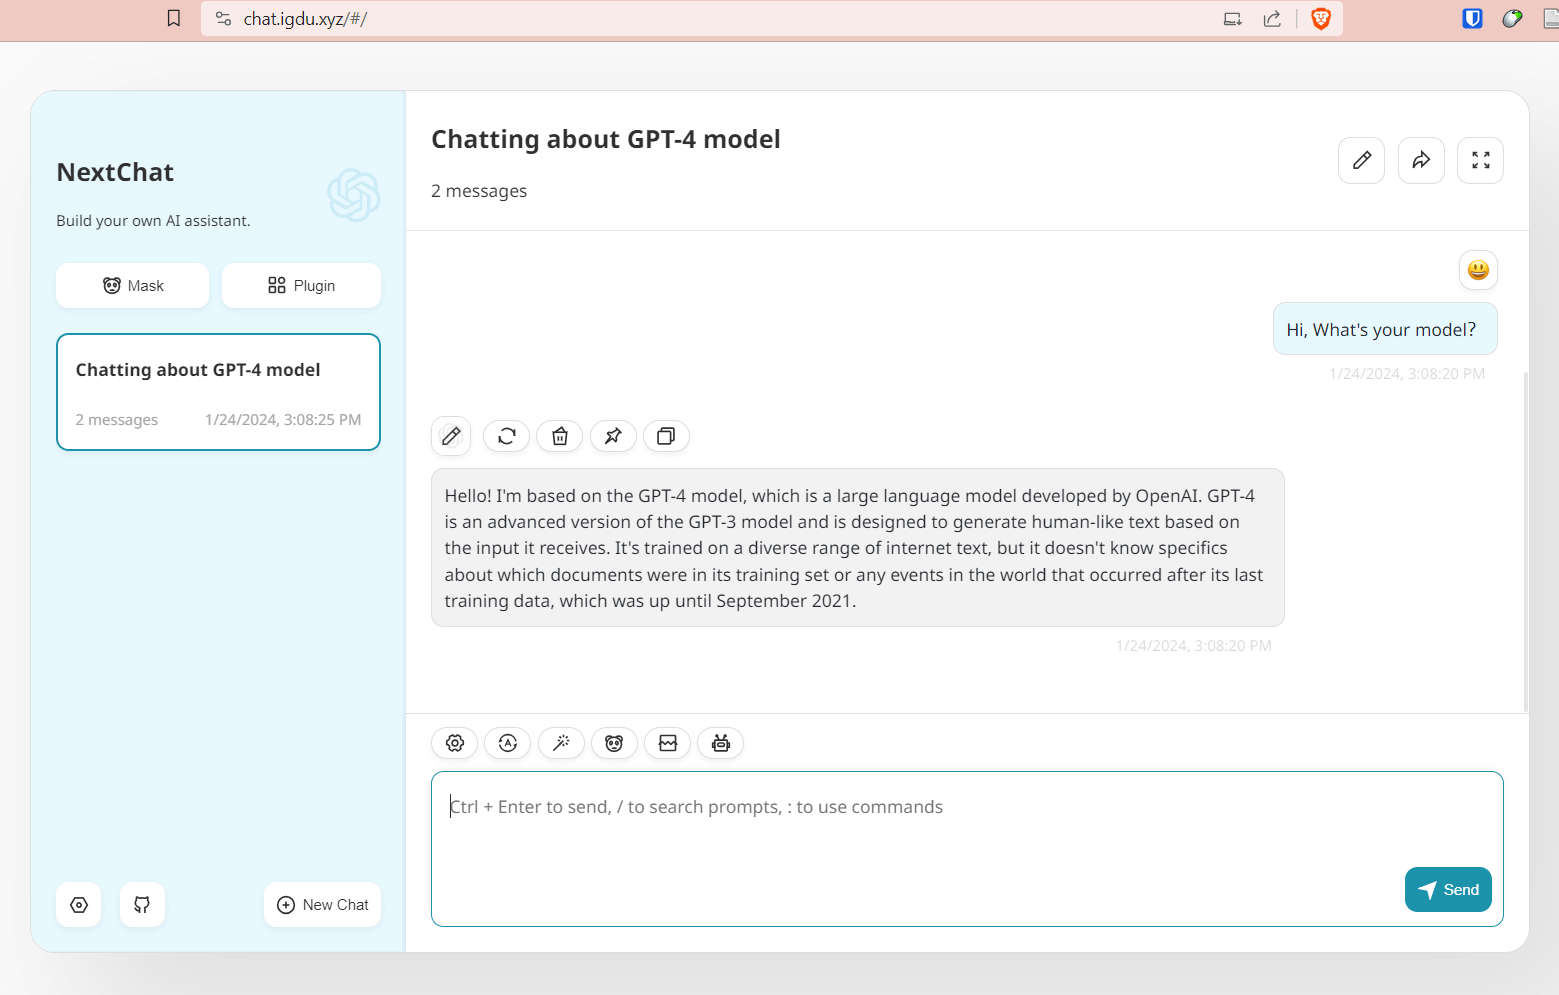 chat.igdu.xyz/#/
NextChat
Build your own AI assistant.
Mask
Plugin
Chatting about GPT-4 model
2 messages
1/24/2024, 3:08:25 PM
New Chat
Chatting about GPT-4 model
2 messages
Hi, What's your model?
1/24/2024, 3:08:20 PM
Hello! I'm based on the GPT-4 model, which is a large language model developed by OpenAI. GPT-4
is an advanced version of the GPT-3 model and is designed to generate human-like text based on
the input it receives. It's trained on a diverse range of internet text, but it doesn't know specifics
about which documents were in its training set or any events in the world that occurred after its last
training data, which was up until September 2021.
1/24/2024, 3:08:20 PM
Ctrl + Enter to send, / to search prompts, : to use commands
Send